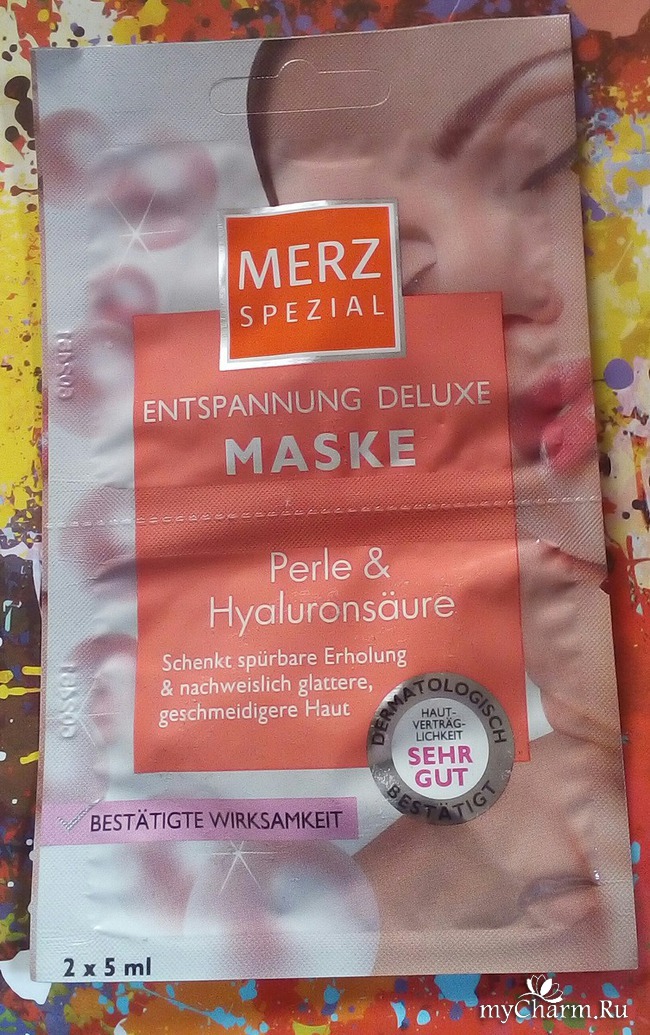 MERZ
SPEZIAL
ENTSPANNUNG DELUXE
MASKE
Perle &
Hyaluronsäure
Schenkt spürbare Erholung
& nachweislich glattere,
geschmeidigere Haut
DERMATOLOGISCH
HAUT-
VERTRÄG-
LICHKEIT
SEHR
GUT
BESTÄTIGT
BESTÄTIGTE WIRKSAMKEIT
2 x 5 ml
myCharm.Ru